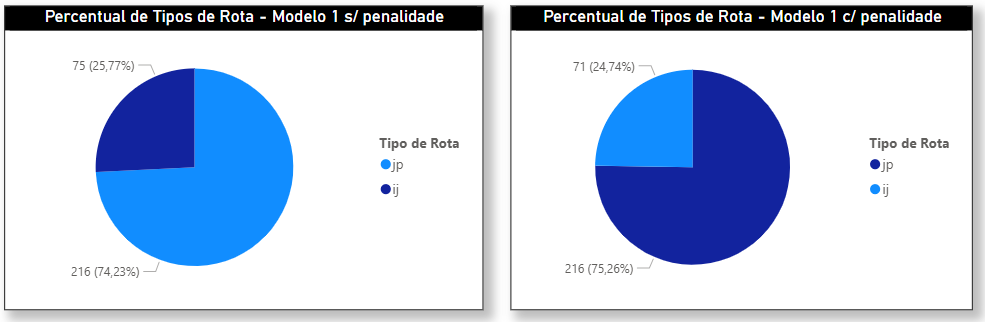 Percentual de Tipos de Rota - Modelo 1 s/ penalidade
75 (25,77%)
216 (74,23%)
Tipo de Rota
jp
ij
Percentual de Tipos de Rota - Modelo 1 c/ penalidade
71 (24,74%)
216 (75,26%)
Tipo de Rota
jp
ij